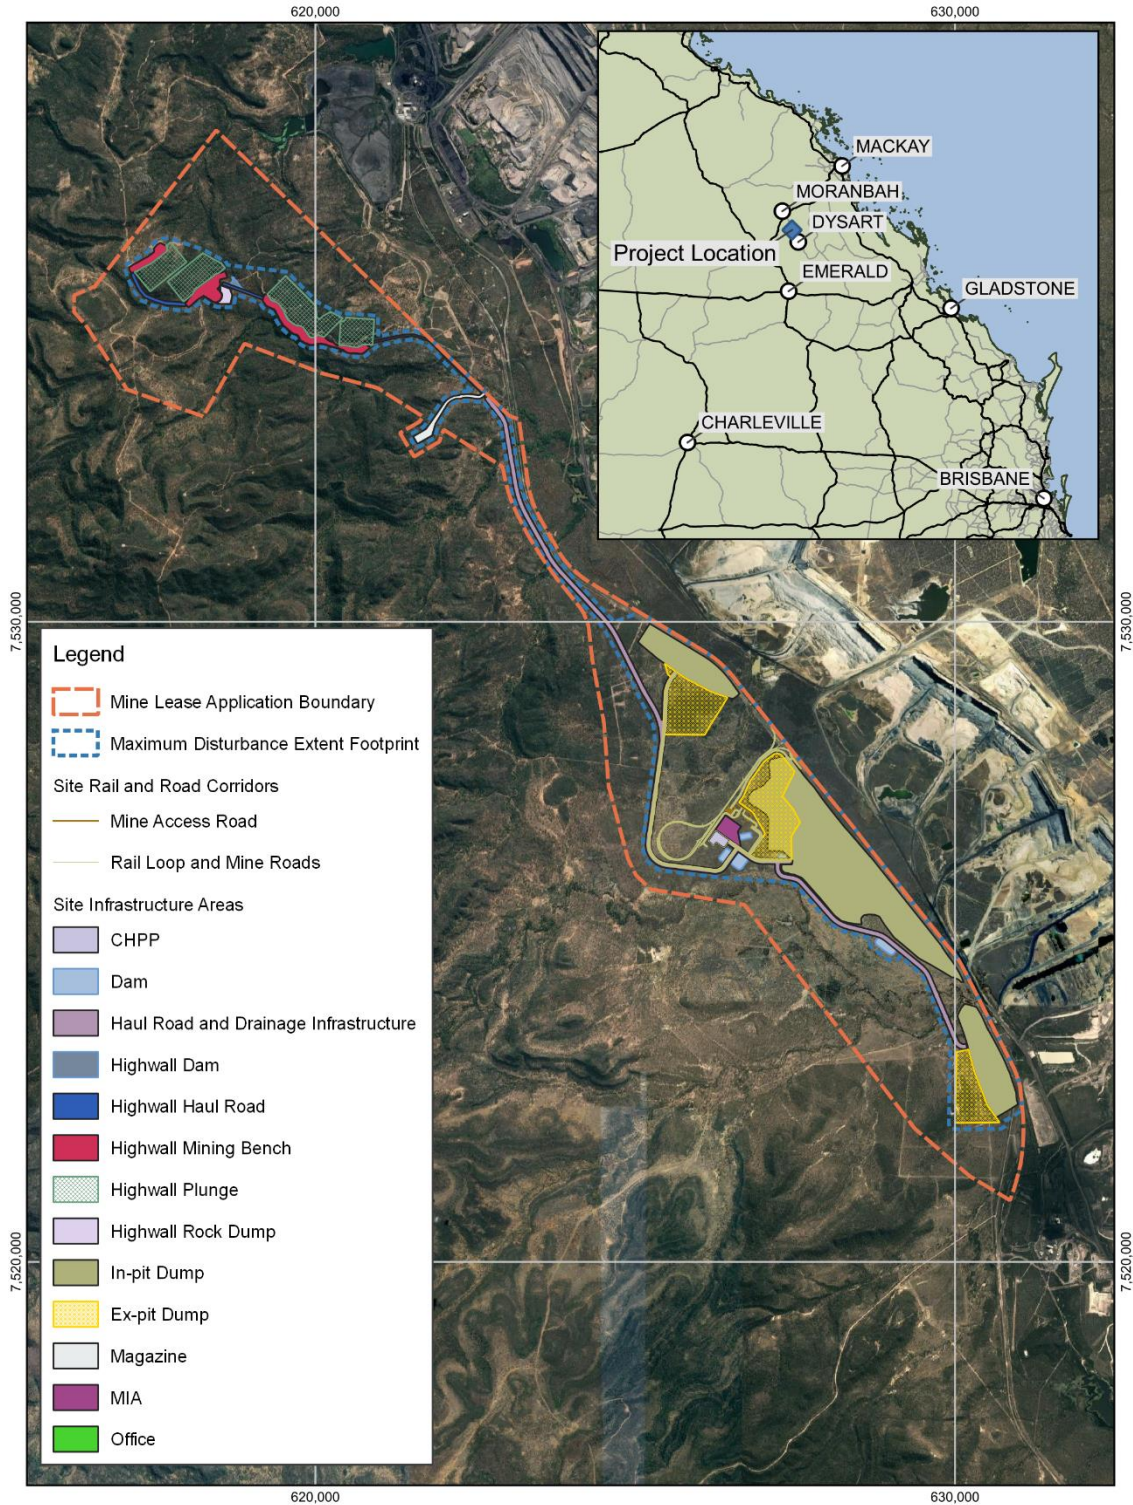 620,000
630,000
MACKAY
MORANBAH
DYSART
Project Location
EMERALD
GLADSTONE
CHARLEVILLE
BRISBANE
7,530,000
7,530,000
Legend
Mine Lease Application Boundary
Maximum Disturbance Extent Footprint
Site Rail and Road Corridors
Mine Access Road
Rail Loop and Mine Roads
Site Infrastructure Areas
CHPP
Dam
Haul Road and Drainage Infrastructure
Highwall Dam
Highwall Haul Road
Highwall Mining Bench
Highwall Plunge
Highwall Rock Dump
In-pit Dump
Ex-pit Dump
Magazine
MIA
Office
7,520,000
7,520,000
620,000
630,000